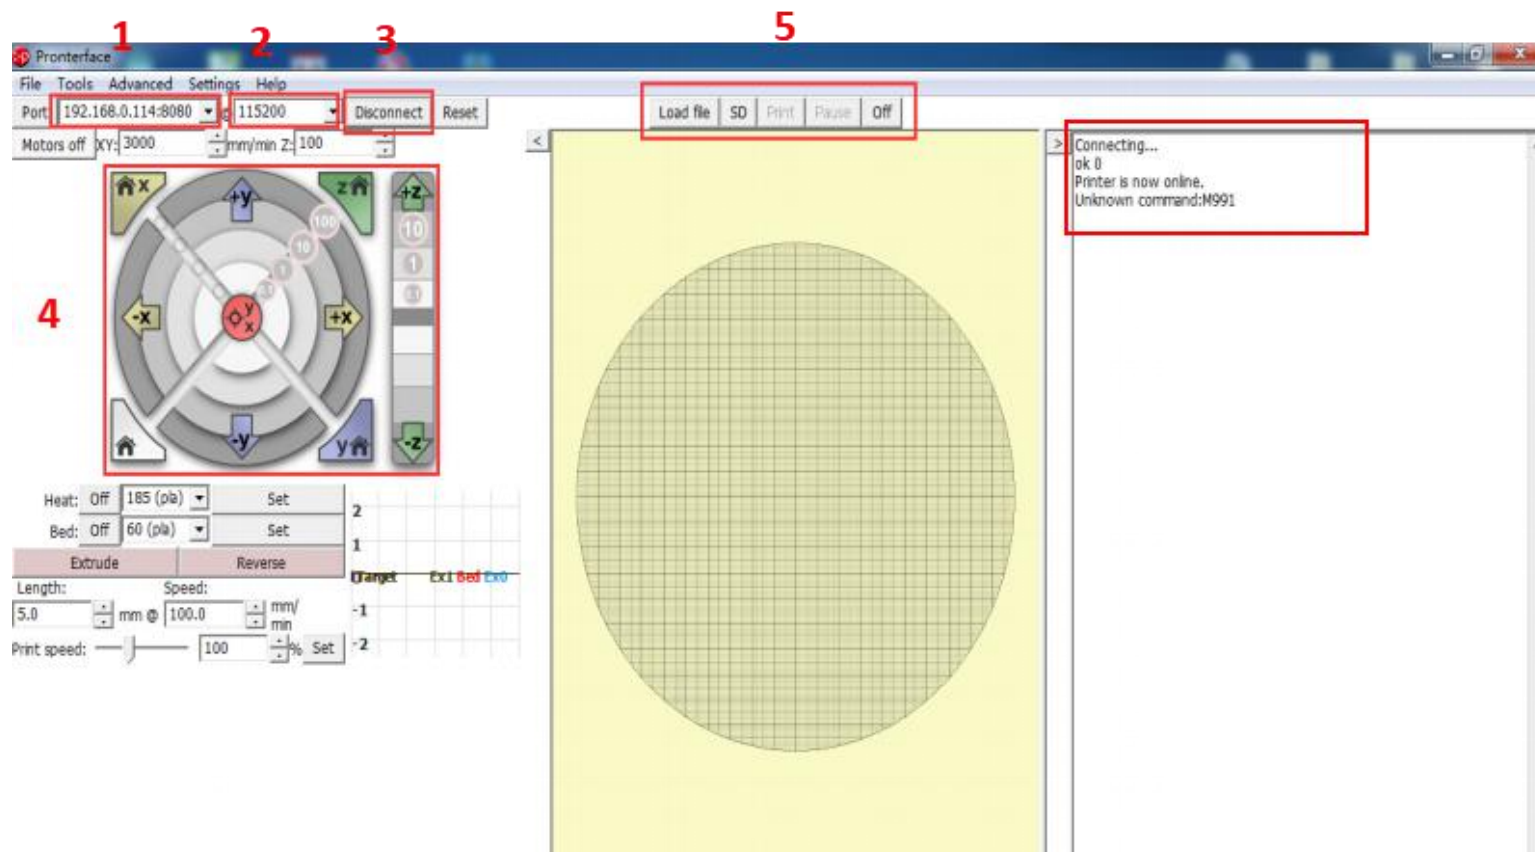 1 2 3 5
Pronterface
File Tools Advanced Settings Help
Port 192.168.0.114:8080 @ 115200 Disconnect Reset Load file SD Print Pause Off
Motors off XY: 3000 mm/min Z: 100 < >
Connecting...
ok 0
Printer is now online.
Unknown command:M991
x z +y +z
100 10
10 1
1 0.1
0.1
4
-x y x +x
-y y -z
Heat: Off 185 (pla) Set
Bed: Off 60 (pla) Set
Extrude Reverse
Length: Speed:
5.0 mm @ 100.0 mm/
min
Print speed: 100 % Set
2
1
Target Ex1 Bed Ex0
-1
-2